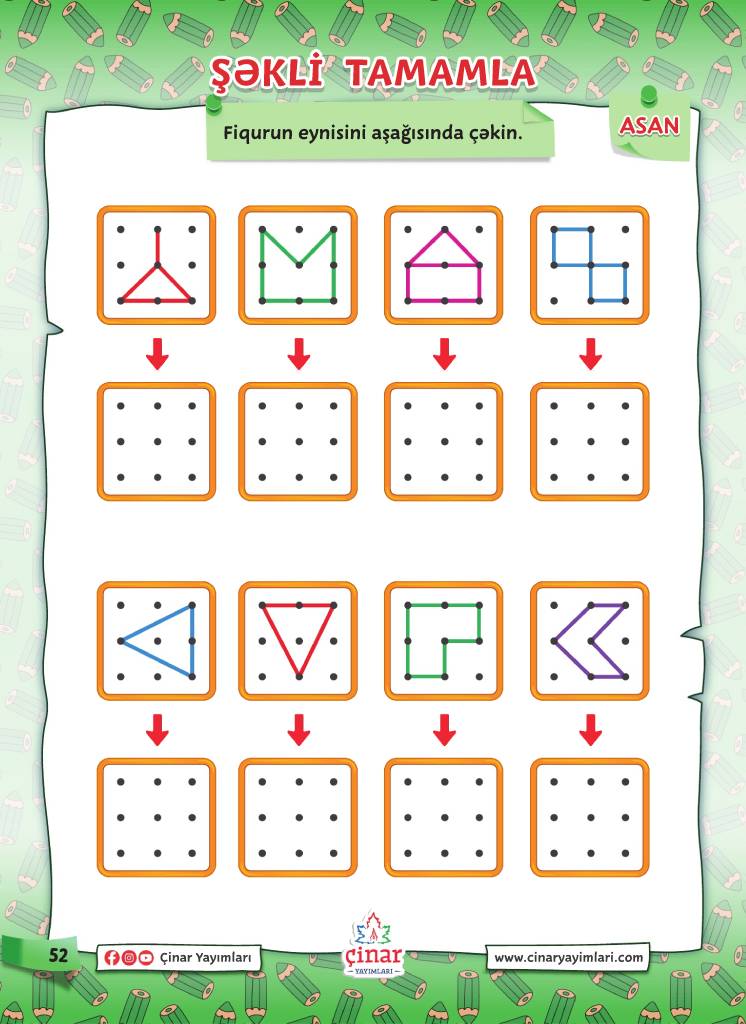 ŞƏKLİ TAMAMLA
Fiqurun eynisini aşağısında çəkin.
ASAN
52
Çinar Yayımları
çinar
YAYIMLARI
www.cinaryayimlari.com